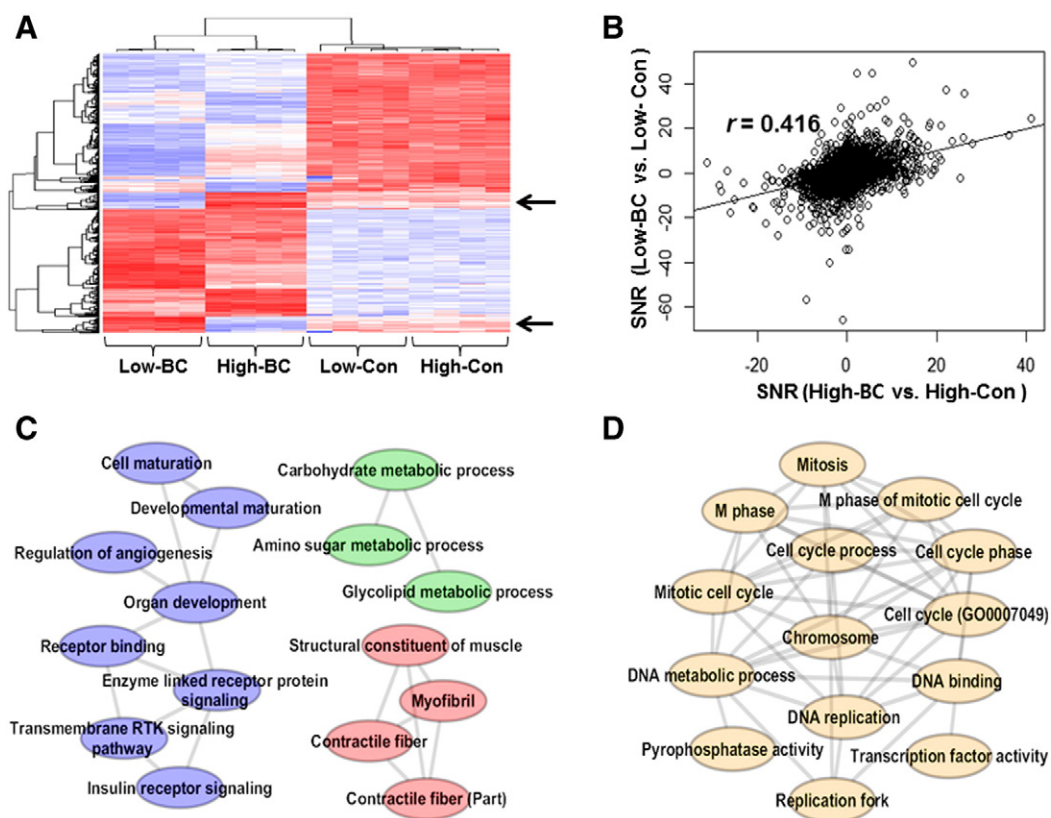 A
Low-BC
High-BC
Low-Con
High-Con
B
SNR (Low-BC vs. Low- Con)
40
20
0
-20
-40
-60
r = 0.416
-20
0
20
40
SNR (High-BC vs. High-Con )
C
Cell maturation
Developmental maturation
Regulation of angiogenesis
Organ development
Receptor binding
Enzyme linked receptor protein
signaling
Transmembrane RTK signaling
pathway
Insulin receptor signaling
Carbohydrate metabolic process
Amino sugar metabolic process
Glycolipid metabolic process
Structural constituent of muscle
Myofibril
Contractile fiber
Contractile fiber (Part)
D
Mitosis
M phase of mitotic cell cycle
M phase
Cell cycle process
Cell cycle phase
Mitotic cell cycle
Cell cycle (GO0007049)
Chromosome
DNA metabolic process
DNA binding
DNA replication
Pyrophosphatase activity
Transcription factor activity
Replication fork